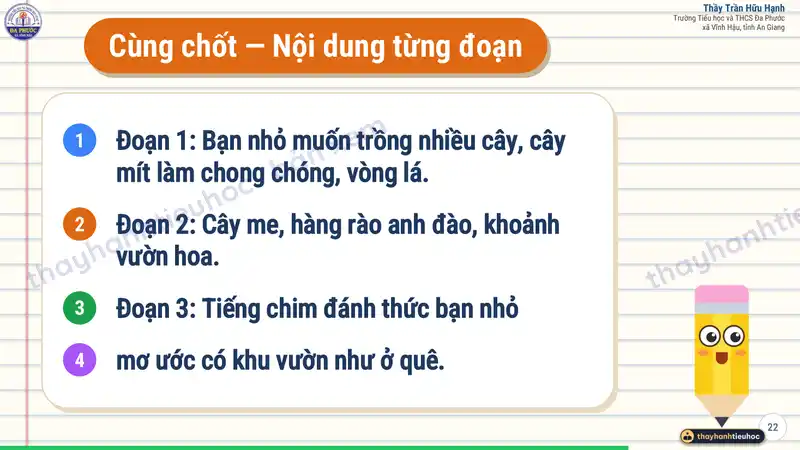 Thầy Trần Hữu Hạnh
Trường Tiểu học và THCS Đa Phước
xã Vĩnh Hậu, tỉnh An Giang
ĐA PHƯỚC
Cùng chốt — Nội dung từng đoạn
1 Đoạn 1: Bạn nhỏ muốn trồng nhiều cây, cây
mít làm chong chóng, vòng lá.
2 Đoạn 2: Cây me, hàng rào anh đào, khoảnh
vườn hoa.
3 Đoạn 3: Tiếng chim đánh thức bạn nhỏ
4 mơ ước có khu vườn như ở quê.
thayhanhtieuhoc
22